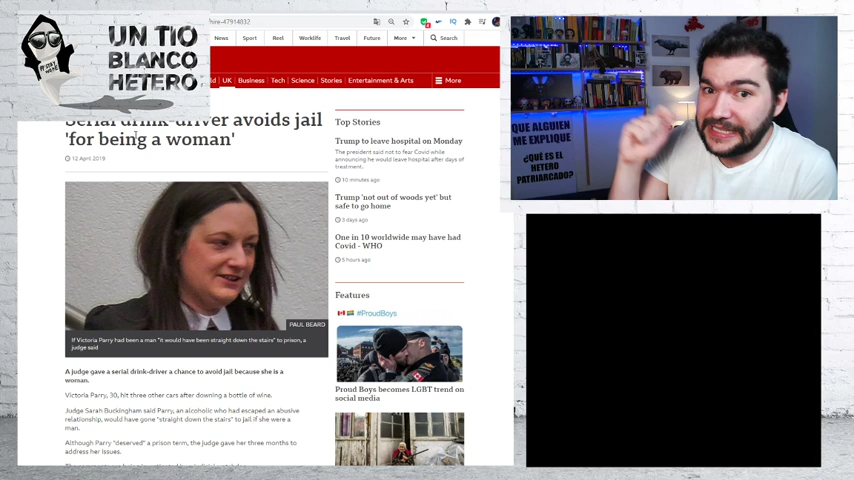 hire-47914832
IQ
News Sport Reel Worklife Travel Future More Search
UN TIO
BLANCO
HETERO
ld UK Business Tech Science Stories Entertainment & Arts More
Serial drink-driver avoids jail
'for being a woman'
12 April 2019
PAUL BEARD
If Victoria Parry had been a man "it would have been straight down the stairs" to prison, a
judge said
A judge gave a serial drink-driver a chance to avoid jail because she is a
woman.
Victoria Parry, 30, hit three other cars after downing a bottle of wine.
Judge Sarah Buckingham said Parry, an alcoholic who had escaped an abusive
relationship, would have gone "straight down the stairs" to jail if she were a
man.
Although Parry "deserved" a prison term, the judge gave her three months to
address her issues.
Top Stories
Trump to leave hospital on Monday
The president said not to fear Covid while
announcing he would leave hospital after days of
treatment.
10 minutes ago
Trump 'not out of woods yet' but
safe to go home
3 days ago
One in 10 worldwide may have had
Covid - WHO
5 hours ago
Features
#ProudBoys
Proud Boys becomes LGBT trend on
social media
QUE ALGUIEN
ME EXPLIQUE
¿QUÉ ES EL
HETERO
PATRIARCADO?